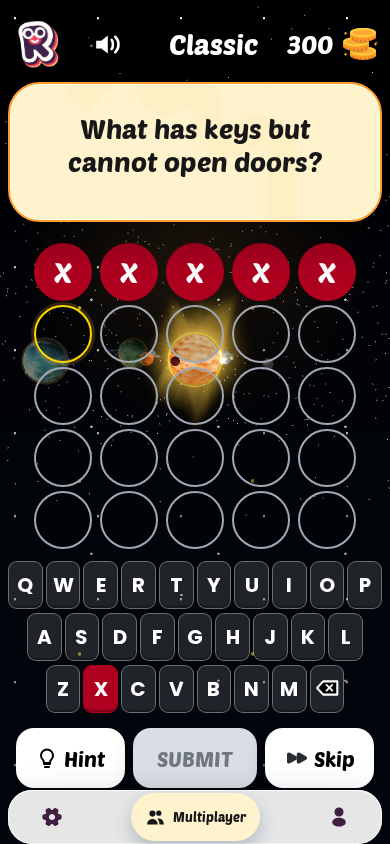 R
Classic
300
What has keys but
cannot open doors?
X X X X X
Q W E R T Y U I O P
A S D F G H J K L
Z X C V B N M
Hint
SUBMIT
Skip
Multiplayer